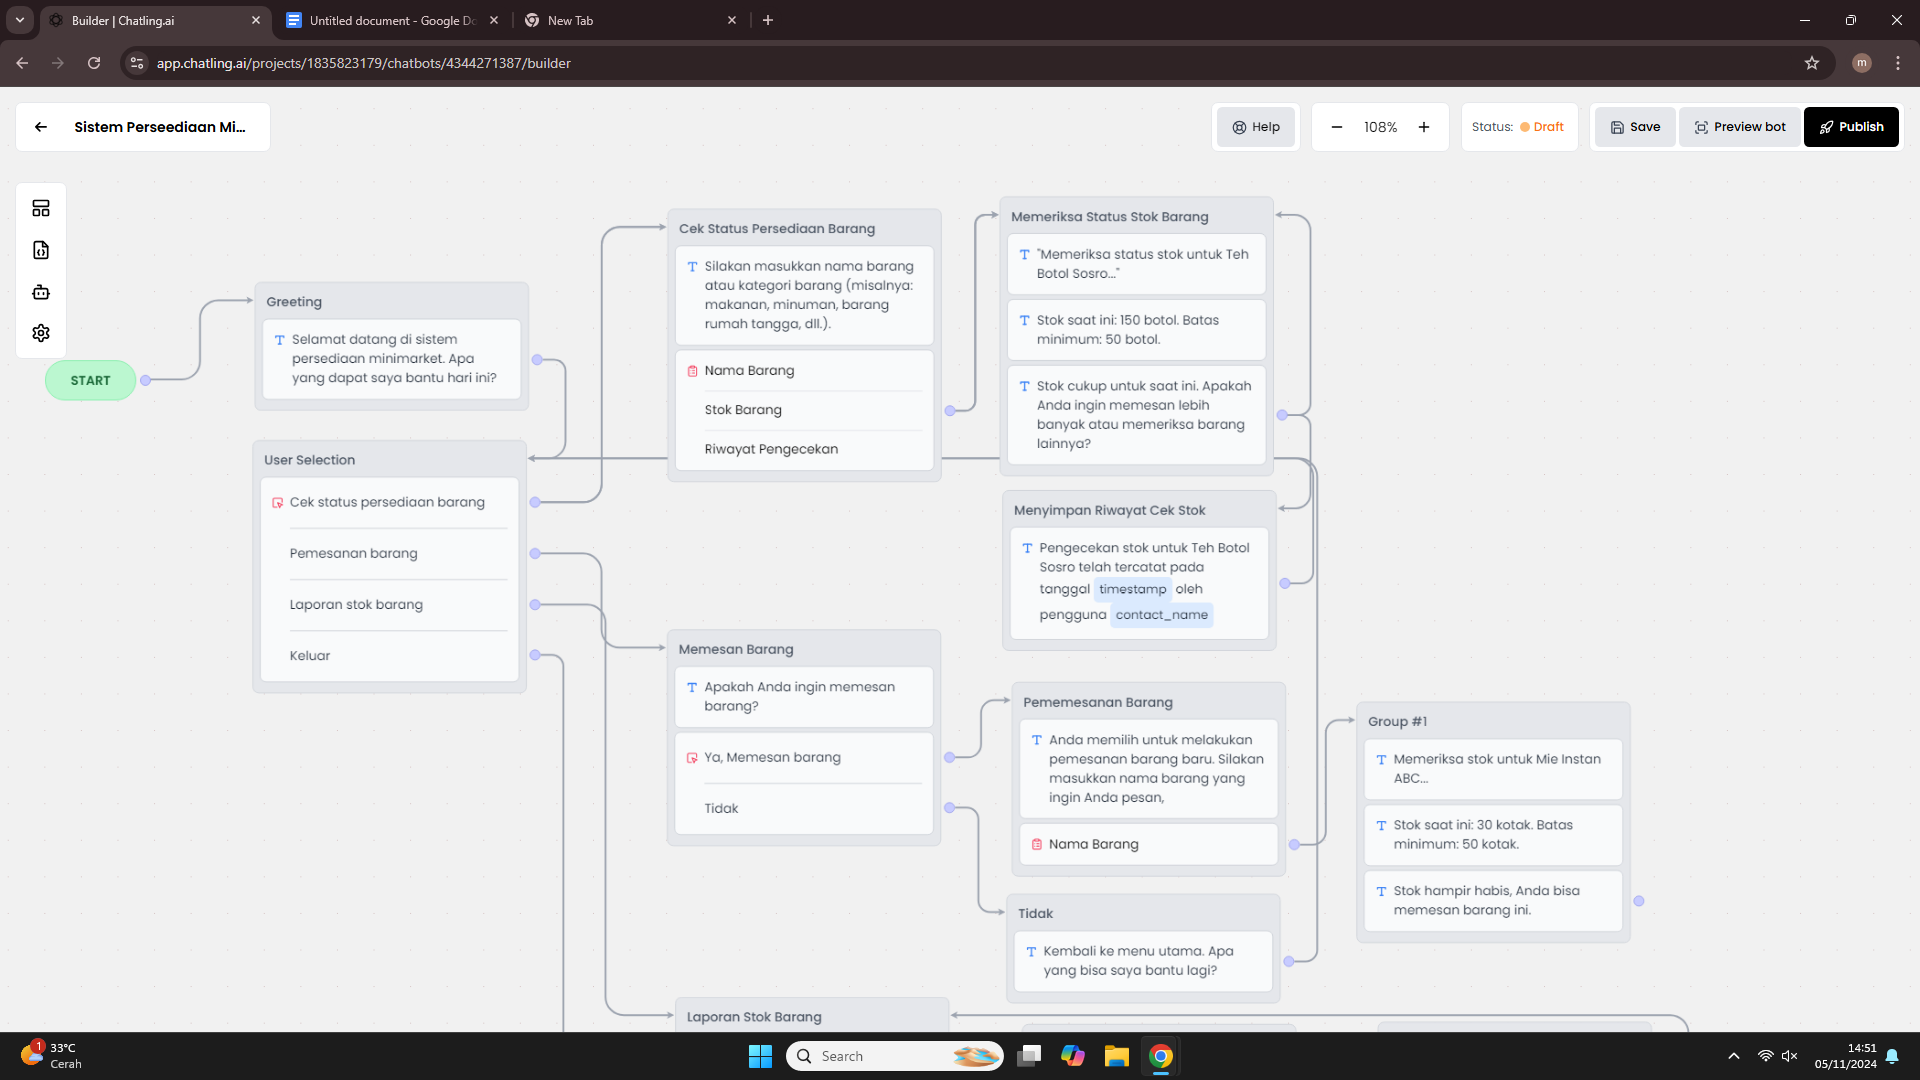 Builder | Chatling.ai
Untitled document - Google Do
New Tab
app.chatling.ai/projects/1835823179/chatbots/4344271387/builder
m
Sistem Perseediaan Mi...
Help
108%
Status: Draft
Save
Preview bot
Publish
START
Greeting
Selamat datang di sistem
persediaan minimarket. Apa
yang dapat saya bantu hari ini?
User Selection
Cek status persediaan barang
Pemesanan barang
Laporan stok barang
Keluar
Cek Status Persediaan Barang
Silakan masukkan nama barang
atau kategori barang (misalnya:
makanan, minuman, barang
rumah tangga, dll.).
Nama Barang
Stok Barang
Riwayat Pengecekan
Memeriksa Status Stok Barang
"Memeriksa status stok untuk Teh
Botol Sosro..."
Stok saat ini: 150 botol. Batas
minimum: 50 botol.
Stok cukup untuk saat ini. Apakah
Anda ingin memesan lebih
banyak atau memeriksa barang
lainnya?
Menyimpan Riwayat Cek Stok
Pengecekan stok untuk Teh Botol
Sosro telah tercatat pada
tanggal timestamp oleh
pengguna contact_name
Memesan Barang
Apakah Anda ingin memesan
barang?
Ya, Memesan barang
Tidak
Pememesanan Barang
Anda memilih untuk melakukan
pemesanan barang baru. Silakan
masukkan nama barang yang
ingin Anda pesan,
Nama Barang
Group #1
Memeriksa stok untuk Mie Instan
ABC...
Stok saat ini: 30 kotak. Batas
minimum: 50 kotak.
Stok hampir habis, Anda bisa
memesan barang ini.
Tidak
Kembali ke menu utama. Apa
yang bisa saya bantu lagi?
Laporan Stok Barang
1
33°C
Cerah
Search
14:51
05/11/2024